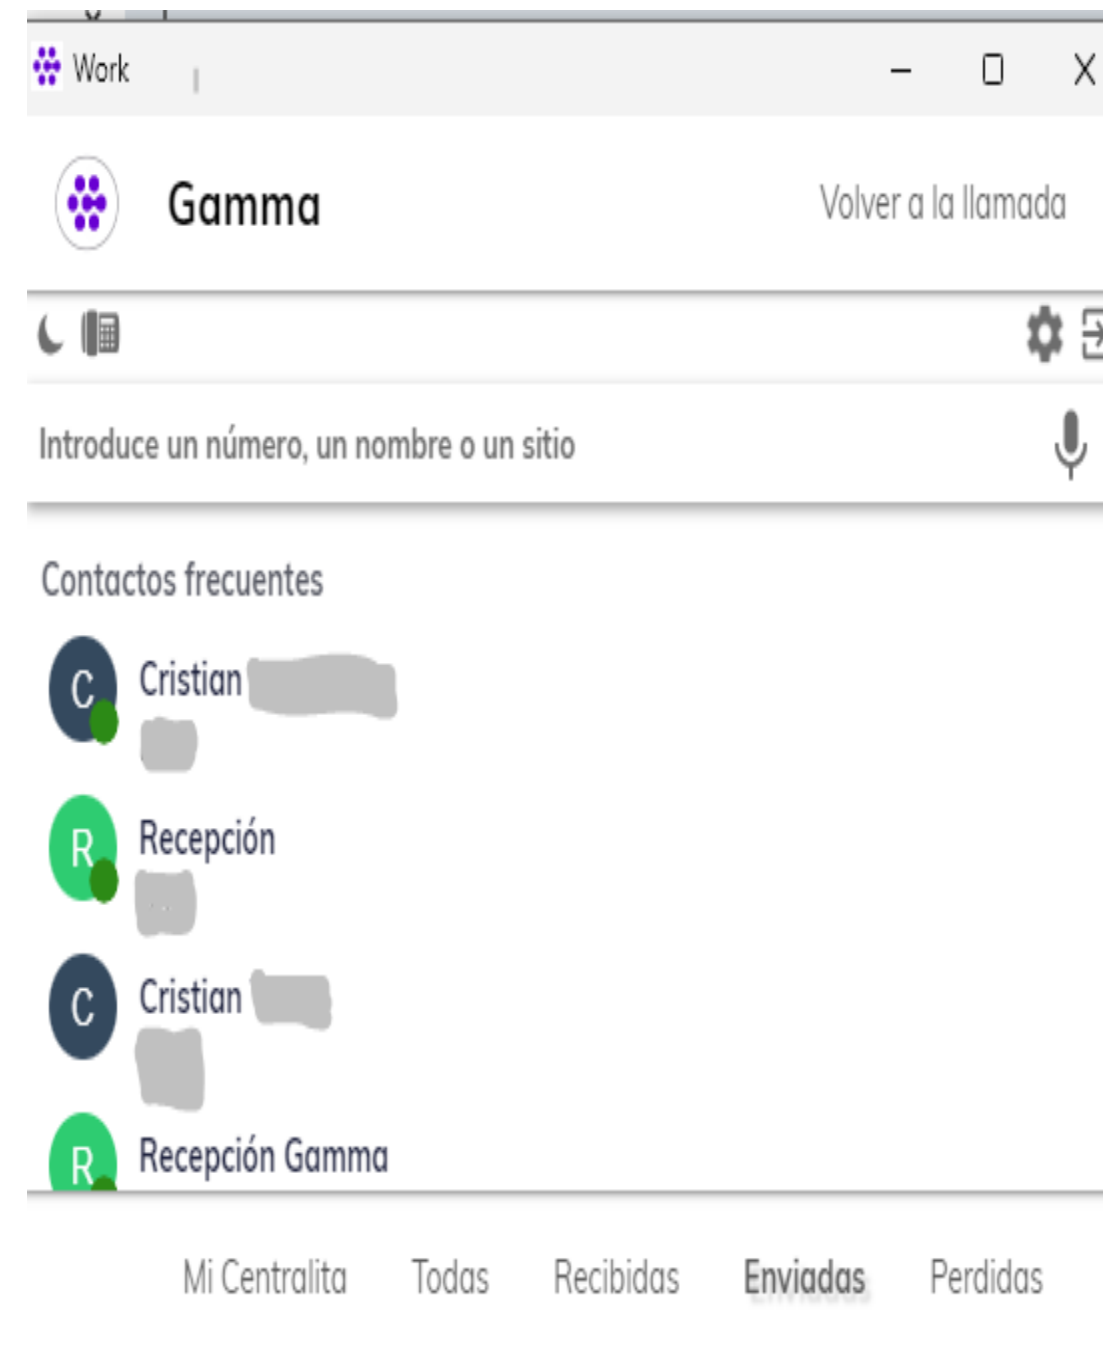 Work
Gamma
Volver a la llamada
Introduce un número, un nombre o un sitio
Contactos frecuentes
C
Cristian
R
Recepción
C
Cristian
R
Recepción Gamma
Mi Centralita Todas Recibidas Enviadas Perdidas